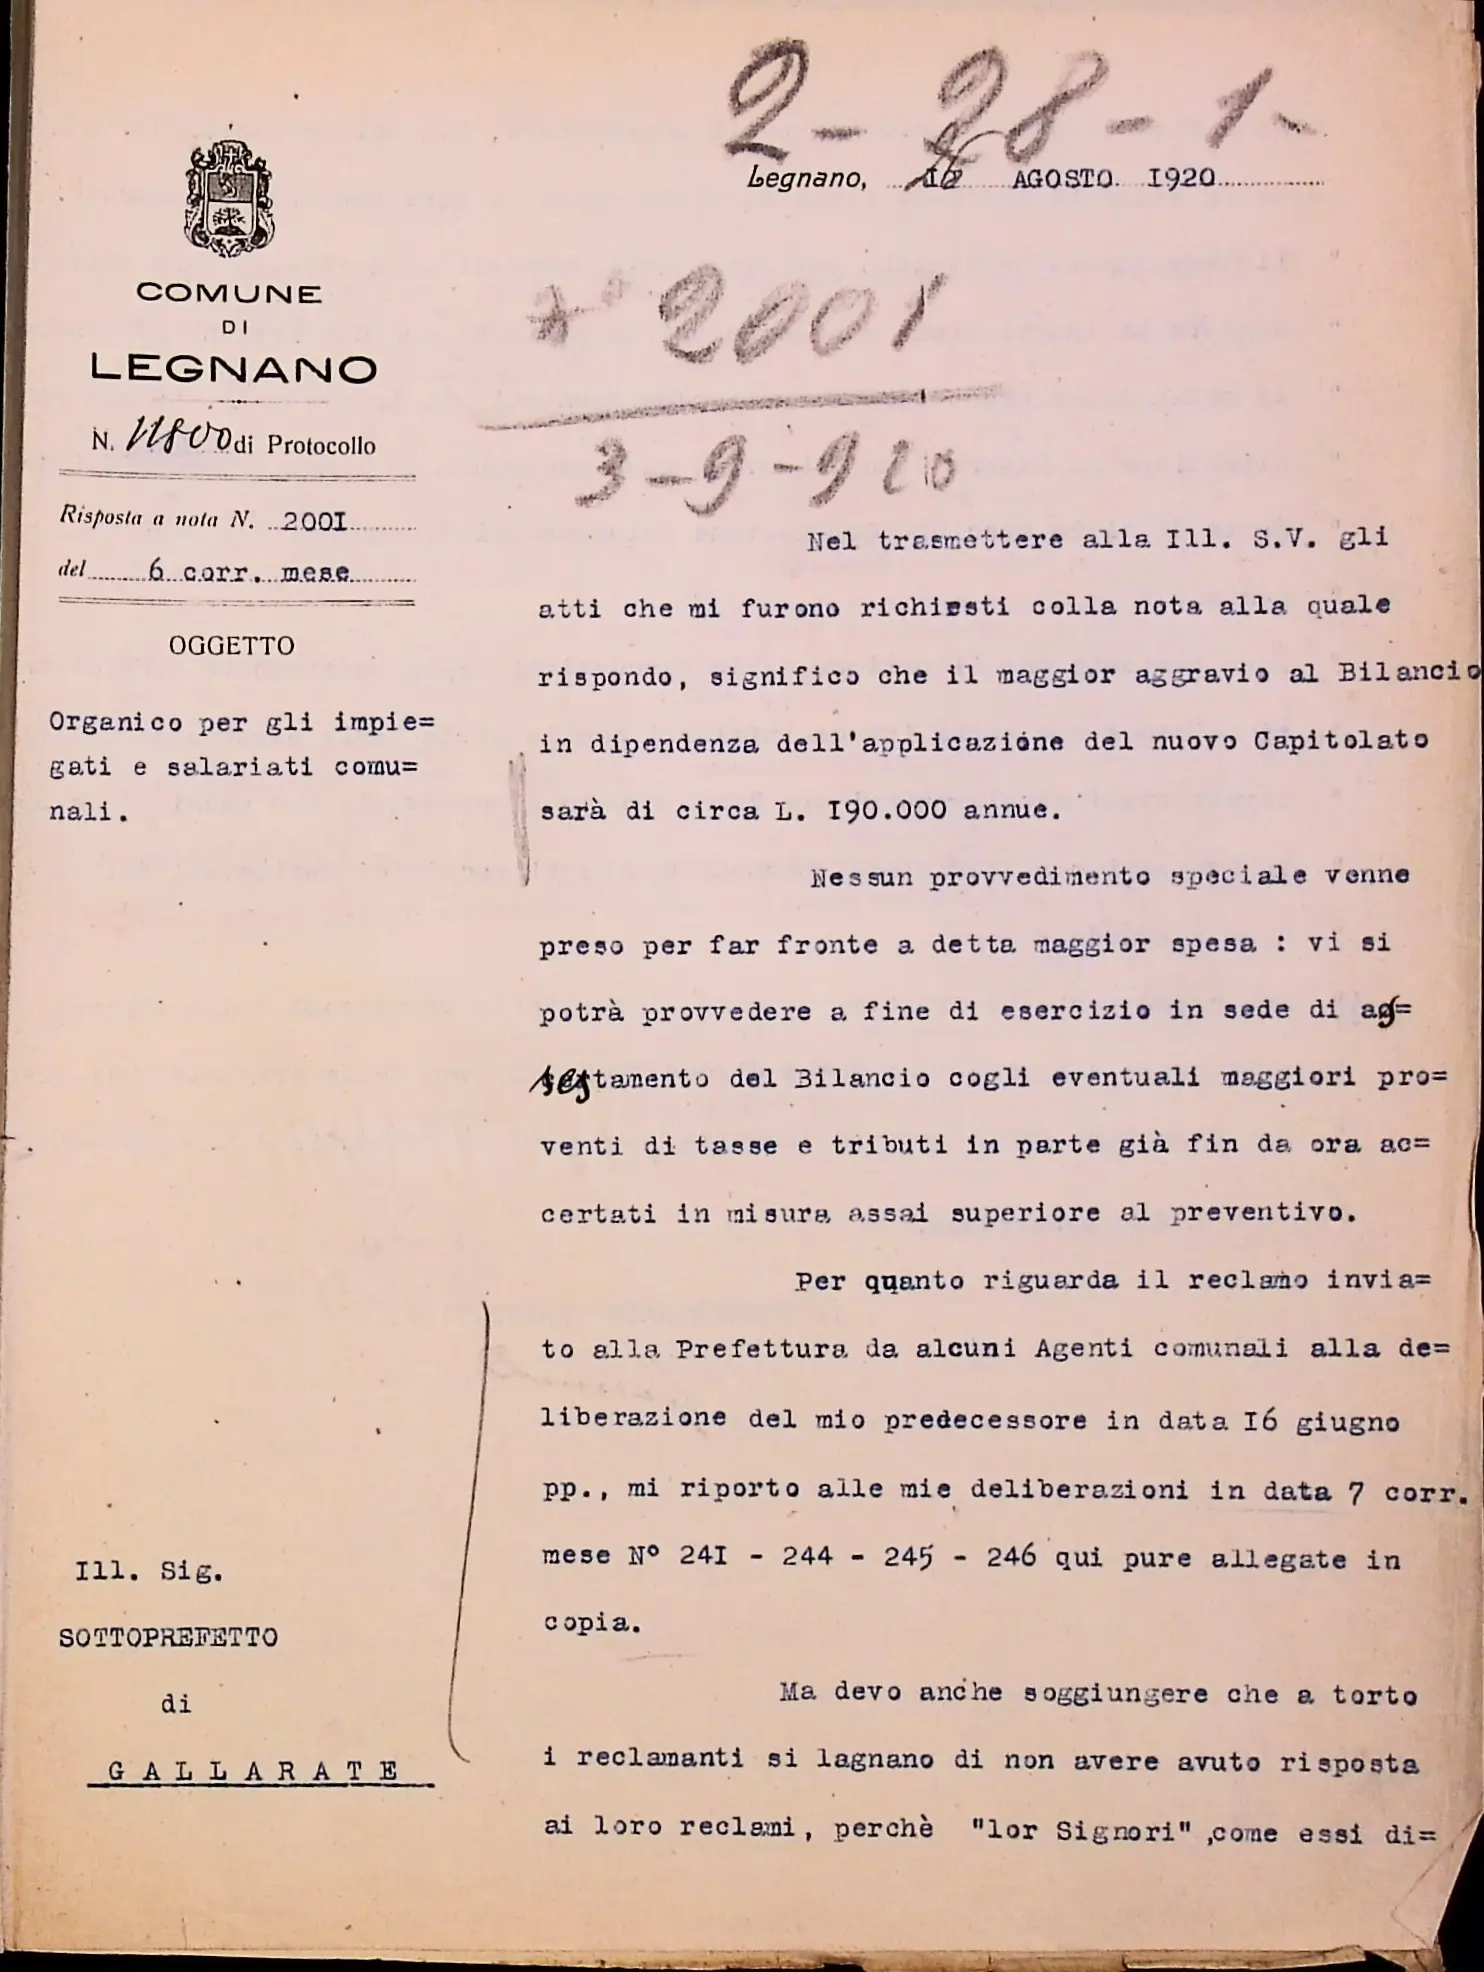 2-28-1-
Legnano, 18 AGOSTO 1920
COMUNE
DI
LEGNANO
N. 11800 di Protocollo
Risposta a nota N. 2001
del 6 corr. mese
OGGETTO
Organico per gli impie=
gati e salariati comu=
nali.
2001
3-9-920
Nel trasmettere alla Ill. S.V. gli
atti che mi furono richiesti colla nota alla quale
rispondo, significo che il maggior aggravio al Bilancio
in dipendenza dell'applicazione del nuovo Capitolato
sarà di circa L. 190.000 annue.
Nessun provvedimento speciale venne
preso per far fronte a detta maggior spesa : vi si
potrà provvedere a fine di esercizio in sede di as=
sestamento del Bilancio cogli eventuali maggiori pro=
venti di tasse e tributi in parte già fin da ora ac=
certati in misura assai superiore al preventivo.
Per quanto riguarda il reclamo invia=
to alla Prefettura da alcuni Agenti comunali alla de=
liberazione del mio predecessore in data 16 giugno
pp., mi riporto alle mie deliberazioni in data 7 corr.
mese N° 241 - 244 - 245 - 246 qui pure allegate in
copia.
Ma devo anche soggiungere che a torto
i reclamanti si lagnano di non avere avuto risposta
ai loro reclami, perchè "lor Signori" ,come essi di=
Ill. Sig.
SOTTOPREFETTO
di
GALLARATE